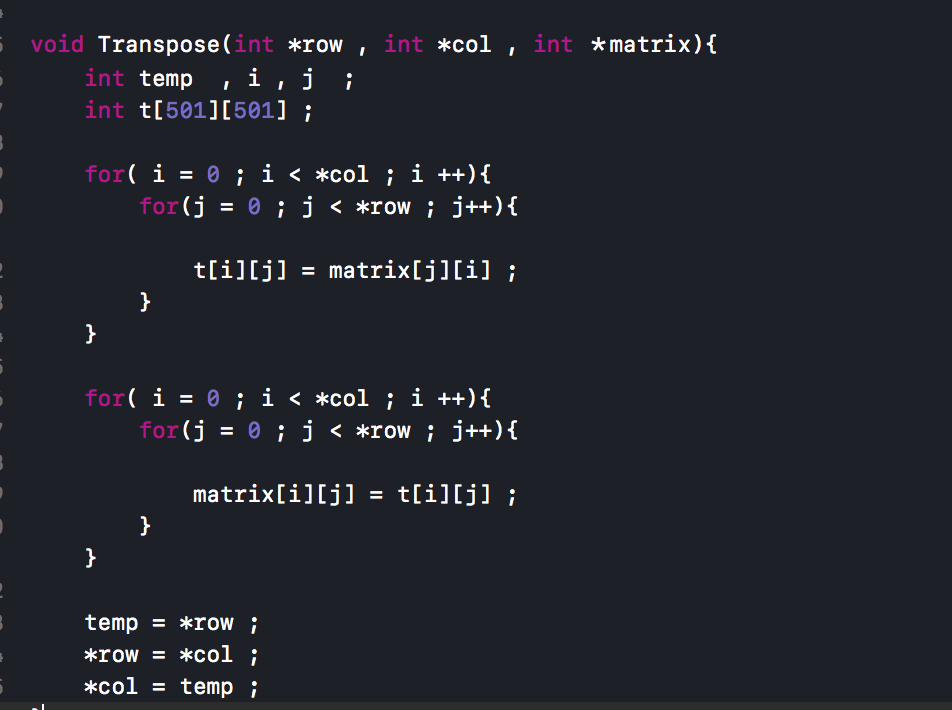 void Transpose(int *row , int *col , int *matrix){
int temp  , i , j  ;
int t[501][501] ;
for( i = 0 ; i < *col ; i ++){
for(j = 0 ; j < *row ; j++){
t[i][j] = matrix[j][i] ;
}
}
for( i = 0 ; i < *col ; i ++){
for(j = 0 ; j < *row ; j++){
matrix[i][j] = t[i][j] ;
}
}
temp = *row ;
*row = *col ;
*col = temp ;